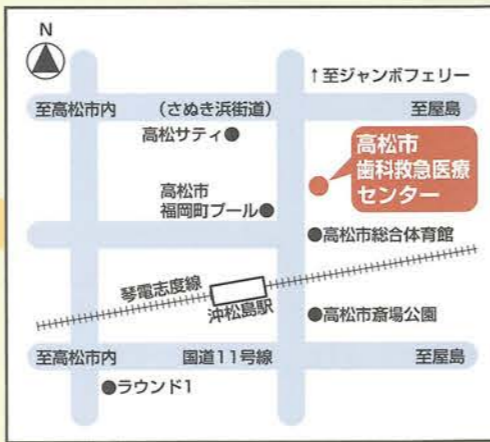 N
↑至ジャンボフェリー
至高松市内 (さぬき浜街道) 至屋島
高松サティ●
高松市
歯科救急医療
センター
高松市
福岡町プール●
●高松市総合体育館
琴電志度線
沖松島駅
●高松市斎場公園
至高松市内 国道11号線 至屋島
●ラウンド1